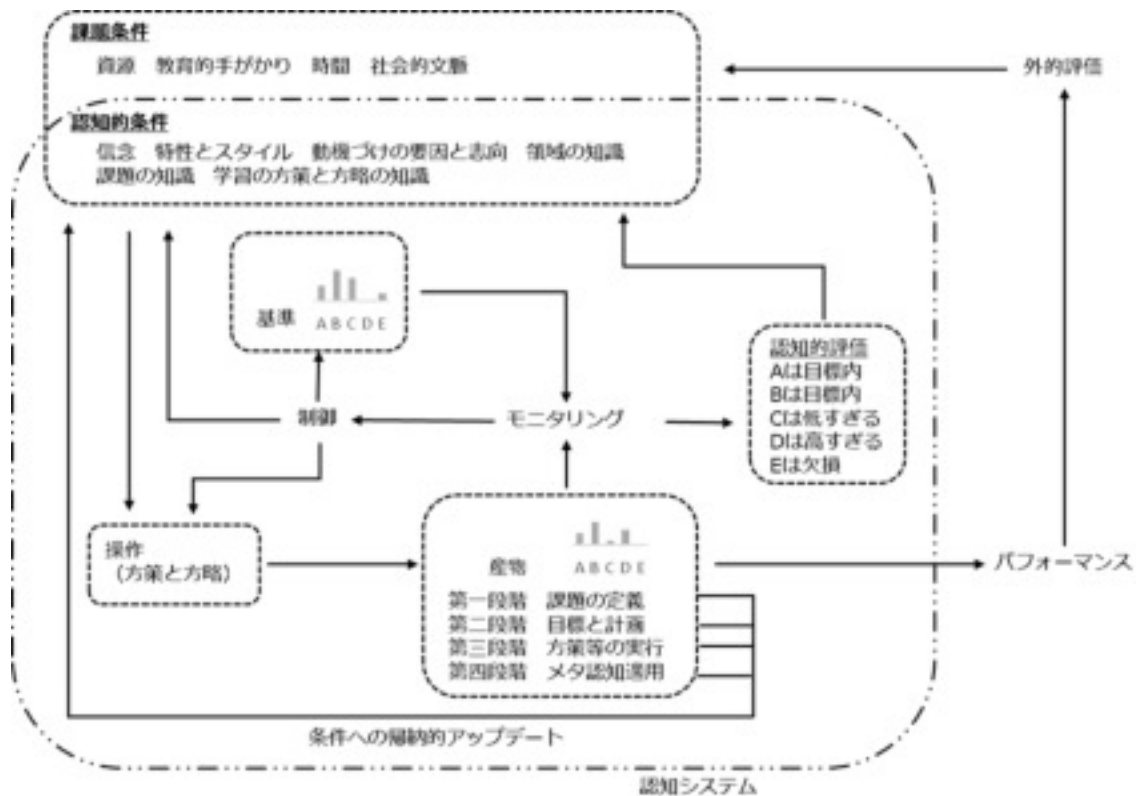 課題条件
資源　教育的手がかり　時間　社会的文脈
外的評価
認知的条件
信念　特性とスタイル　動機づけの要因と志向　領域の知識
課題の知識　学習の方策と方略の知識
基準
A B C D E
認知的評価
Aは目標内
Bは目標内
Cは低すぎる
Dは高すぎる
Eは欠損
制御
モニタリング
操作
（方策と方略）
産物
A B C D E
第一段階　課題の定義
第二段階　目標と計画
第三段階　方策等の実行
第四段階　メタ認知適用
パフォーマンス
条件への帰納的アップデート
認知システム